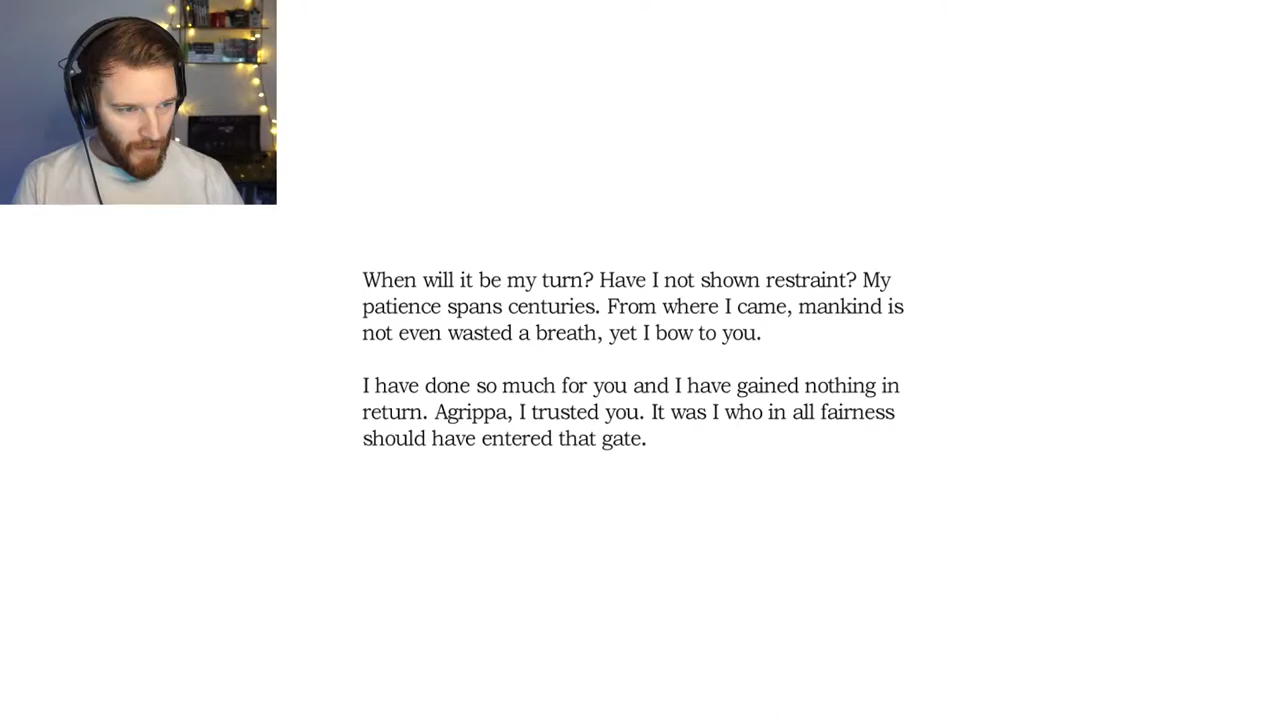 When will it be my turn? Have I not shown restraint? My
patience spans centuries. From where I came, mankind is
not even wasted a breath, yet I bow to you.
I have done so much for you and I have gained nothing in
return. Agrippa, I trusted you. It was I who in all fairness
should have entered that gate.